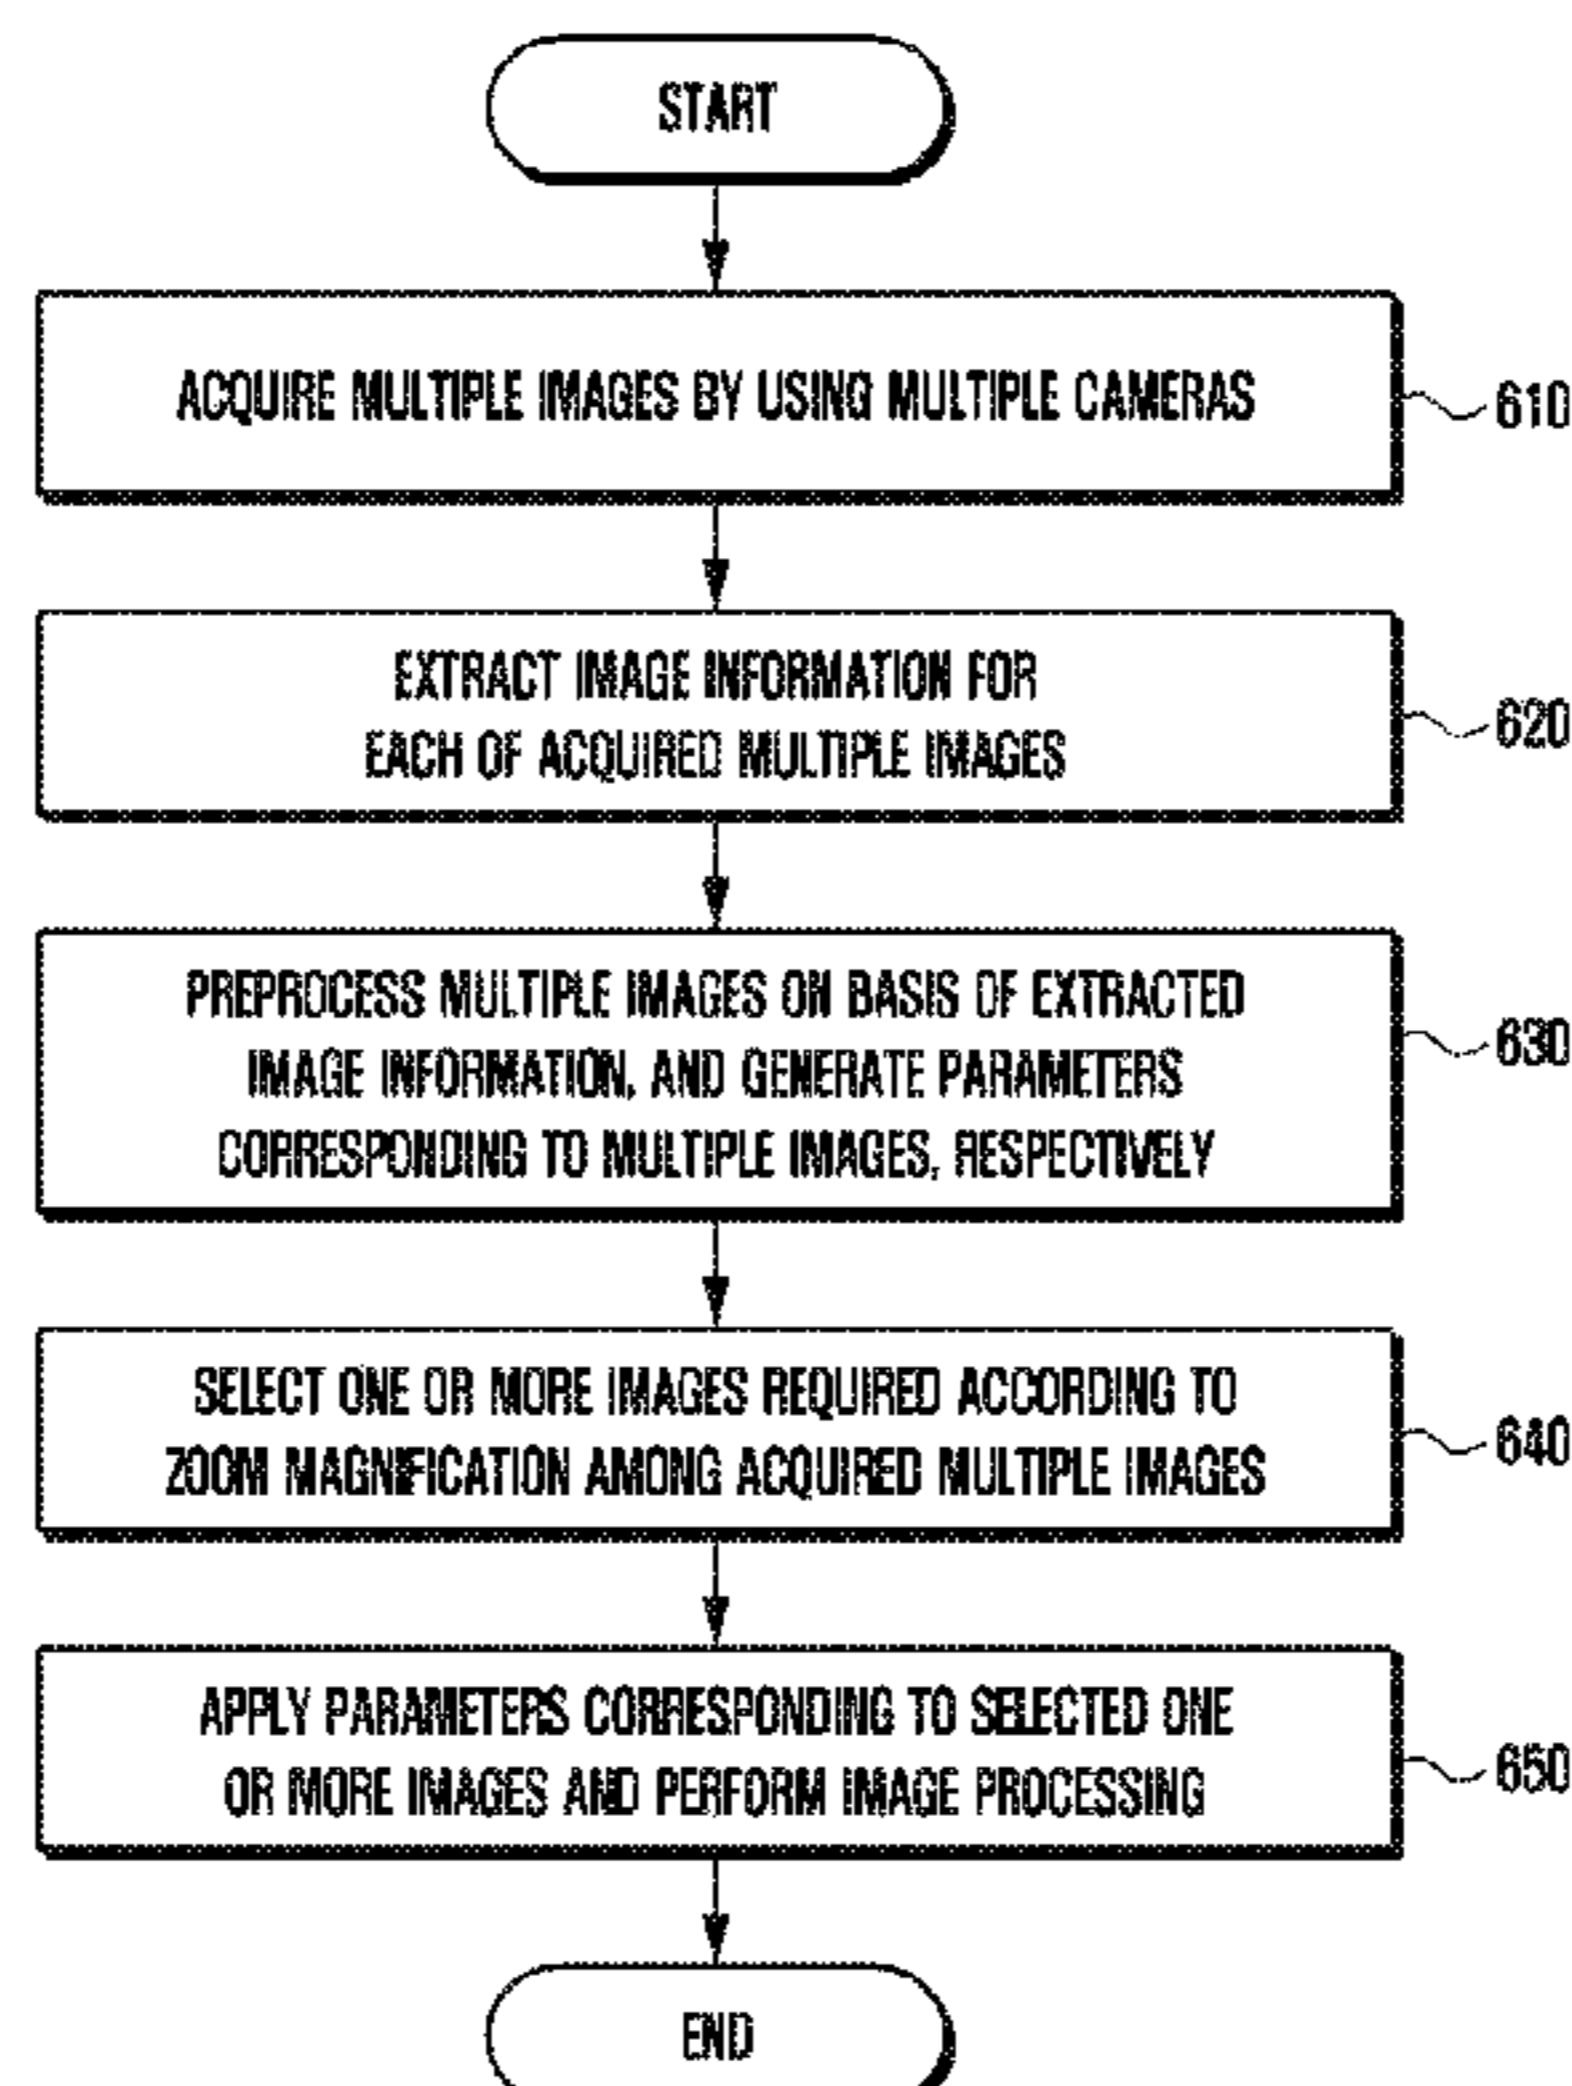 START
ACQUIRE MULTIPLE IMAGES BY USING MULTIPLE CAMERAS
610
EXTRACT IMAGE INFORMATION FOR
EACH OF ACQUIRED MULTIPLE IMAGES
620
PREPROCESS MULTIPLE IMAGES ON BASIS OF EXTRACTED
IMAGE INFORMATION, AND GENERATE PARAMETERS
CORRESPONDING TO MULTIPLE IMAGES, RESPECTIVELY
630
SELECT ONE OR MORE IMAGES REQUIRED ACCORDING TO
ZOOM MAGNIFICATION AMONG ACQUIRED MULTIPLE IMAGES
640
APPLY PARAMETERS CORRESPONDING TO SELECTED ONE
OR MORE IMAGES AND PERFORM IMAGE PROCESSING
650
END